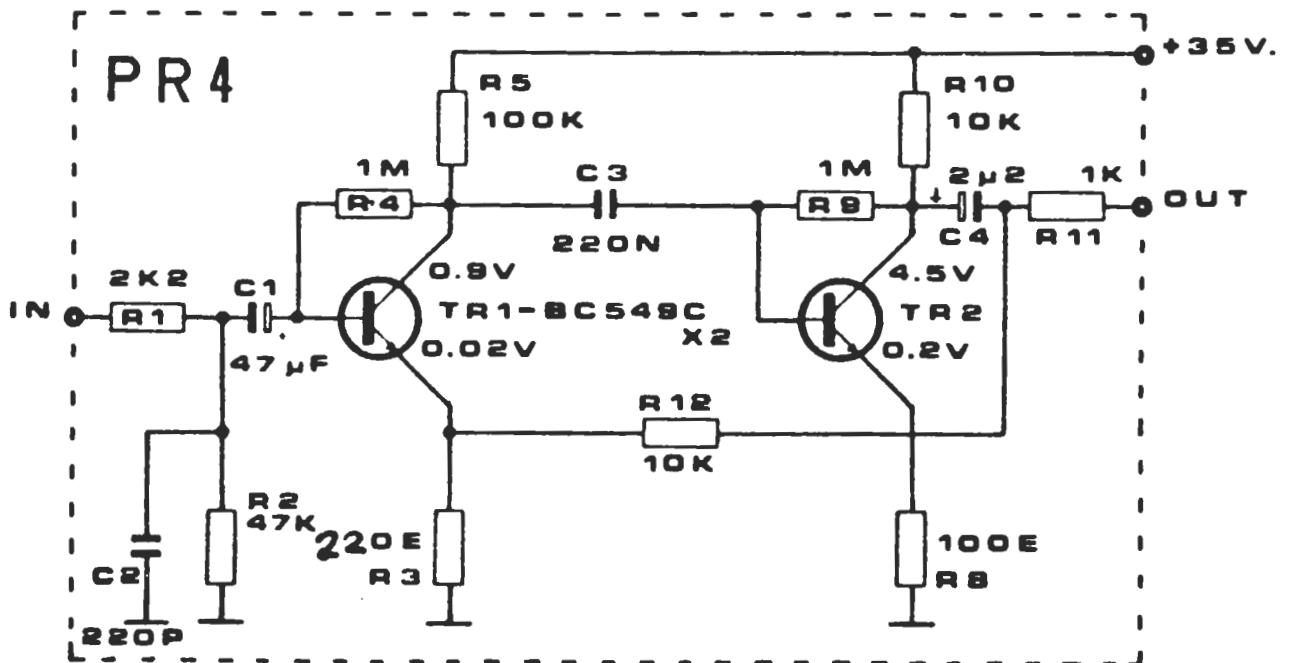 PR4
+35V.
R5
100K
R10
10K
1M
R4
C3
220N
1M
R9
2µ2
C4
1K
R11
OUT
IN
2K2
R1
C1
47µF
0.9V
TR1-BC549C
X2
0.02V
4.5V
TR2
0.2V
R12
10K
R2
47K
220E
R3
100E
R8
C2
220P